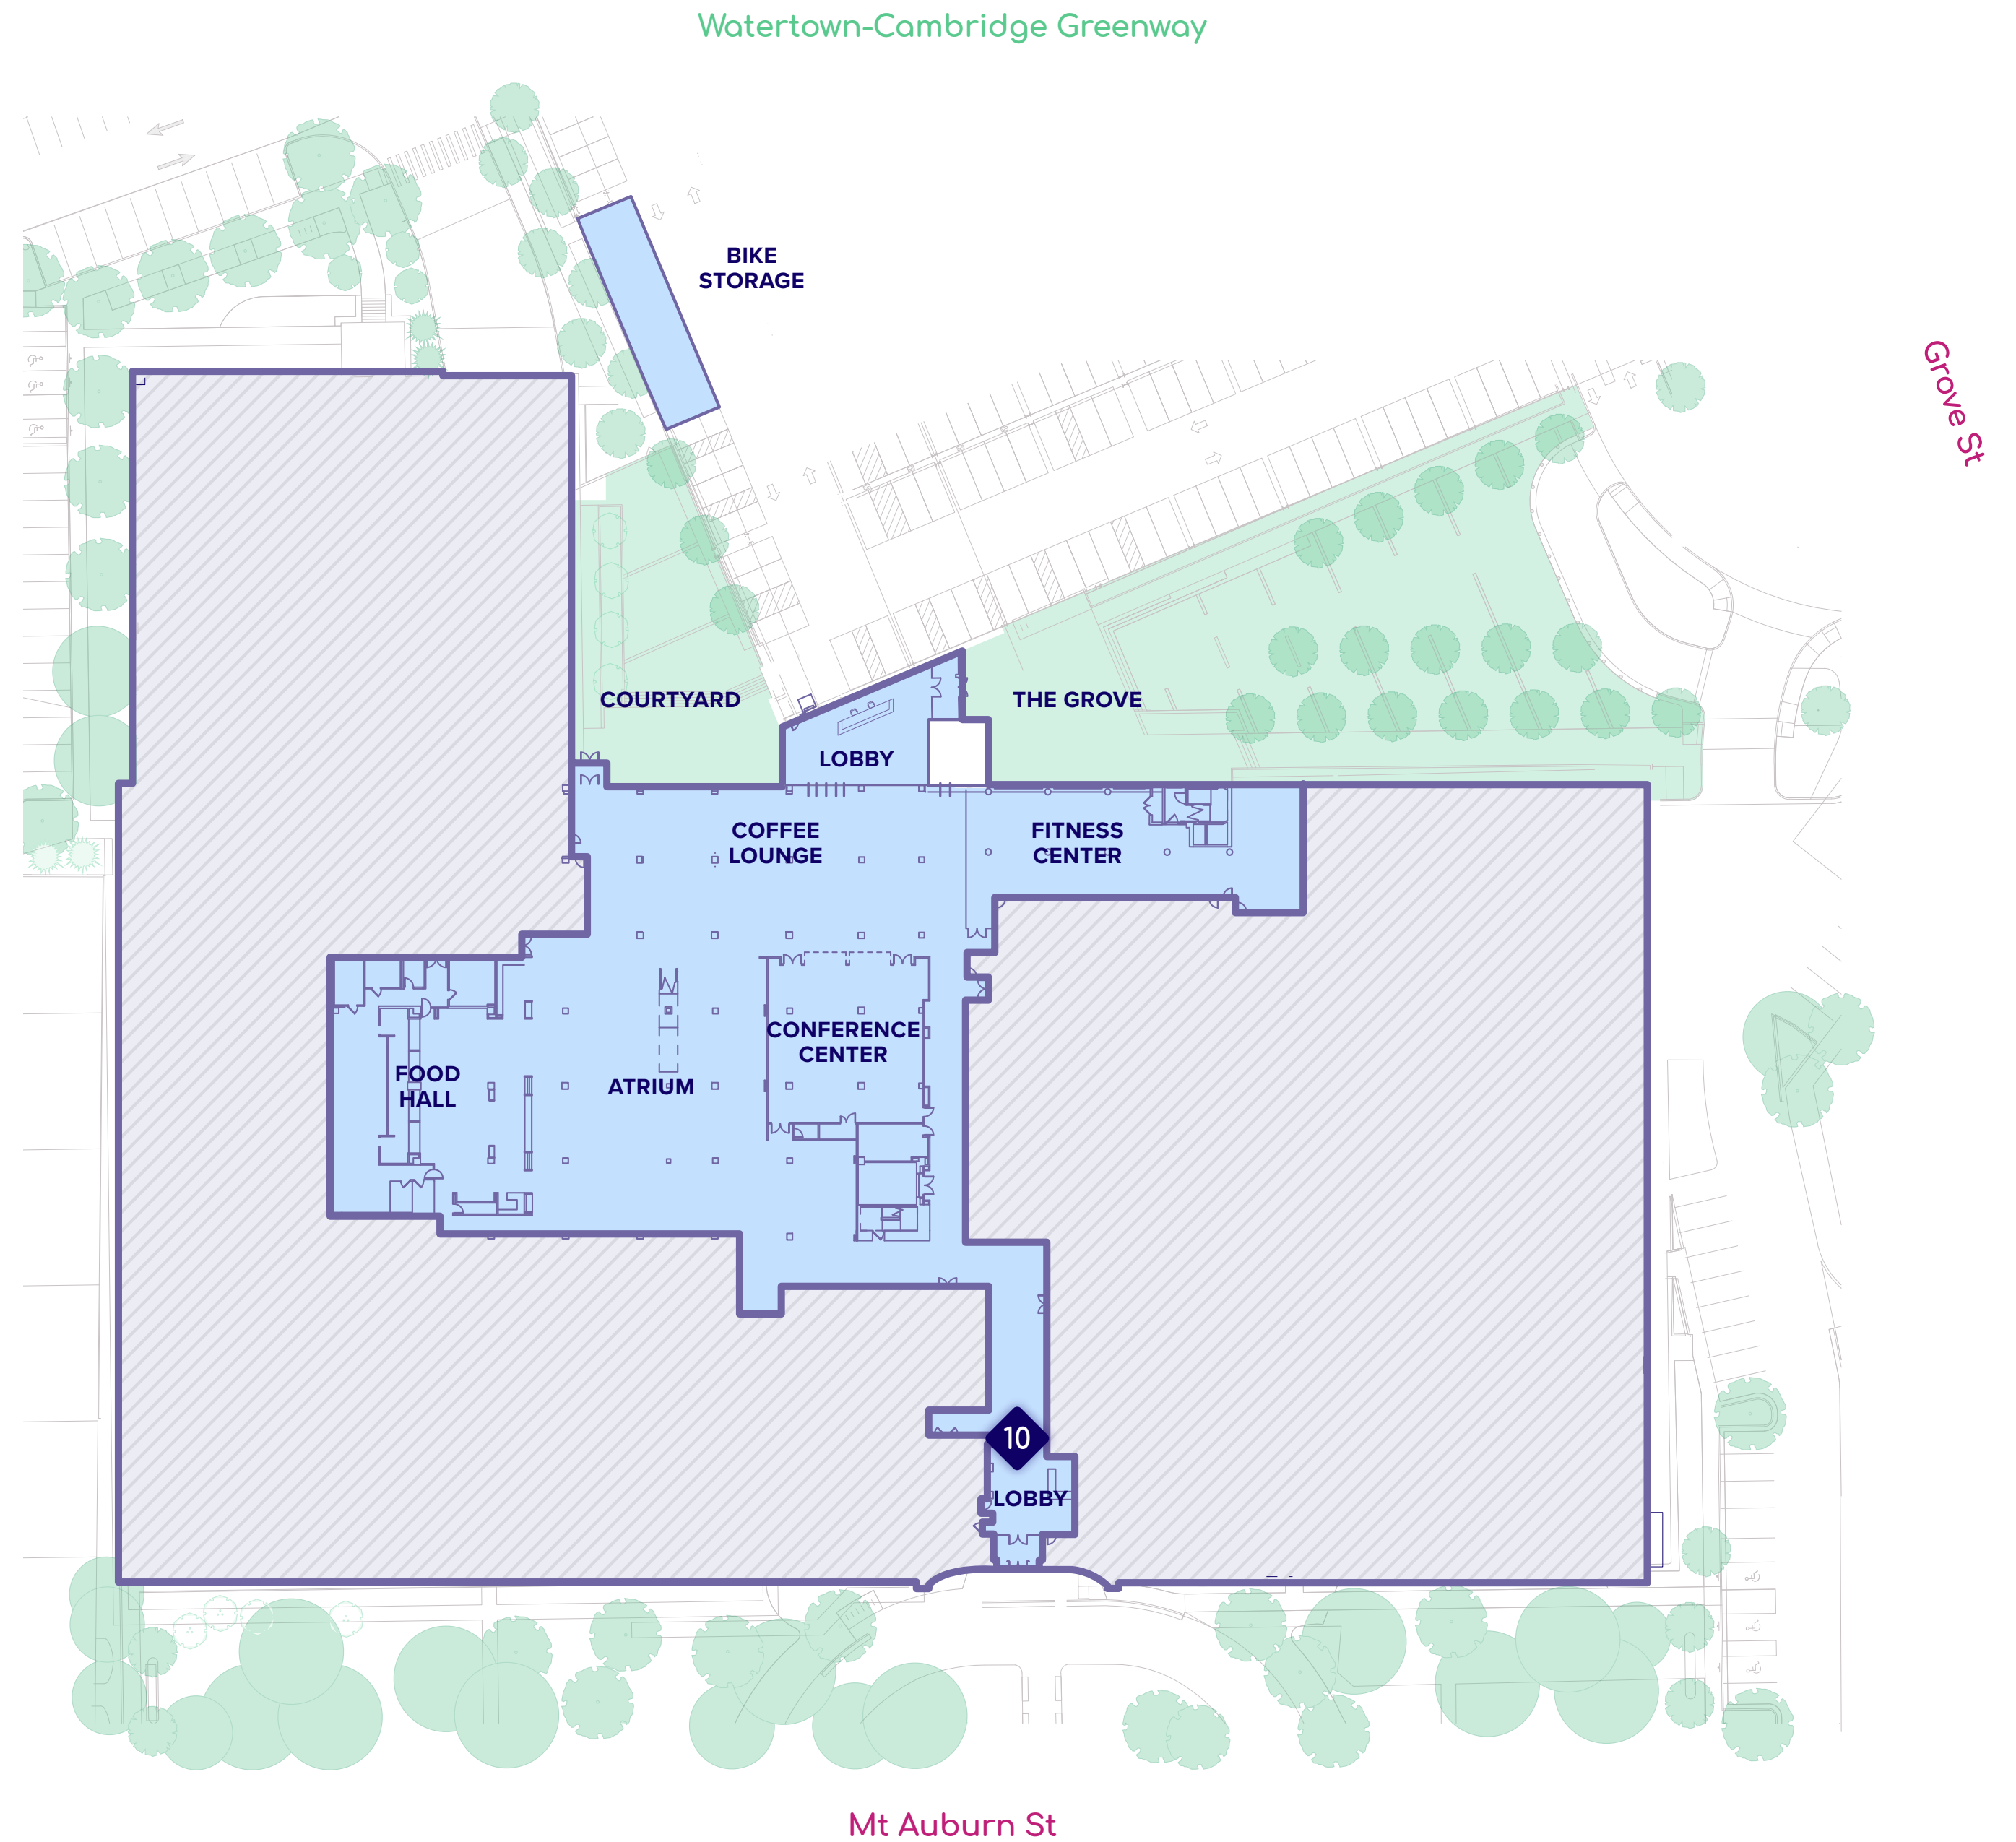 Watertown-Cambridge Greenway
BIKE
STORAGE
Grove St
COURTYARD
THE GROVE
LOBBY
COFFEE
LOUNGE
FITNESS
CENTER
CONFERENCE
CENTER
FOOD
HALL
ATRIUM
10
LOBBY
Mt Auburn St